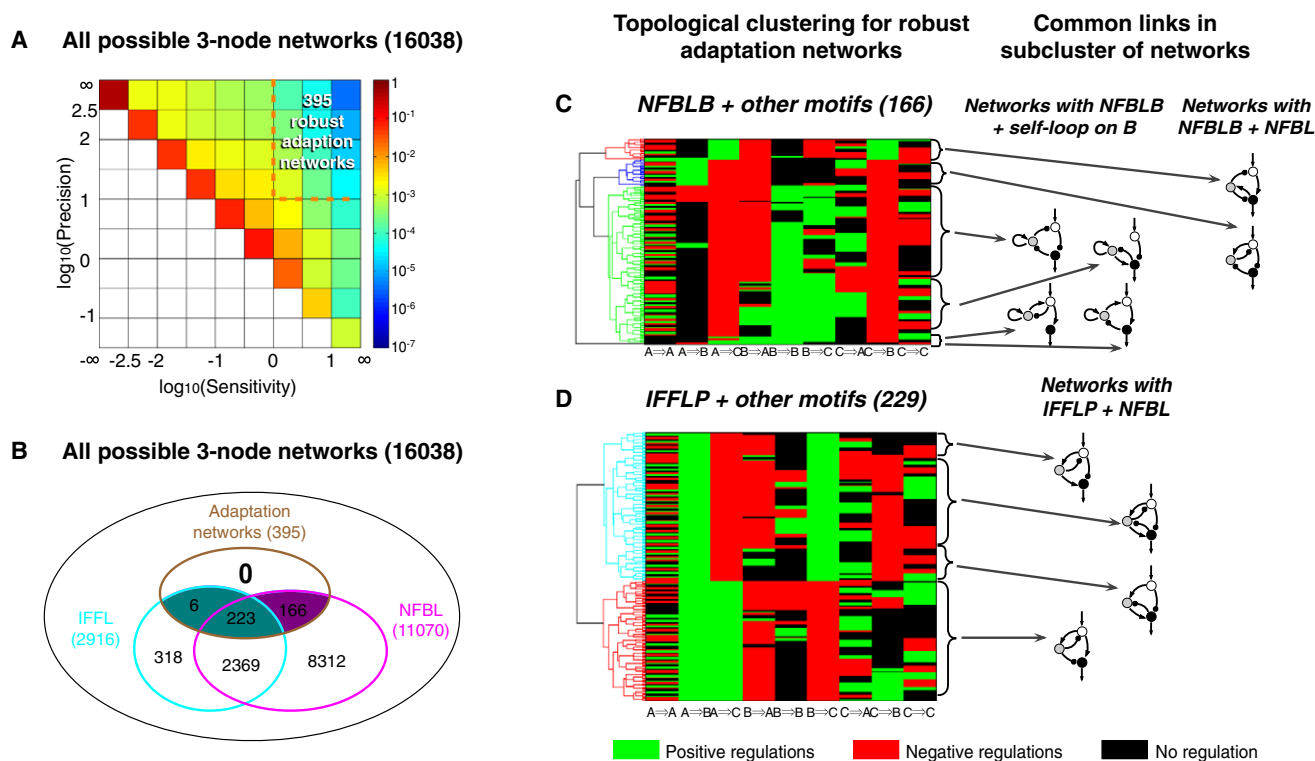 A All possible 3-node networks (16038)
∞
2.5
2
1
0
-1
log10(Precision)
-∞ -2.5 -2 -1 0 1 ∞
log10(Sensitivity)
395
robust
adaption
networks
1
10-1
10-2
10-3
10-4
10-5
10-6
10-7
B All possible 3-node networks (16038)
Adaptation
networks (395)
0
6
223
166
IFFL
(2916)
NFBL
(11070)
318
2369
8312
Topological clustering for robust
adaptation networks
Common links in
subcluster of networks
C NFBLB + other motifs (166)
Networks with NFBLB
+ self-loop on B
Networks with
NFBLB + NFBL
A⇒A A⇒B A⇒C B⇒A B⇒B B⇒C C⇒A C⇒B C⇒C
D IFFLP + other motifs (229)
Networks with
IFFLP + NFBL
A⇒A A⇒B A⇒C B⇒A B⇒B B⇒C C⇒A C⇒B C⇒C
Positive regulations Negative regulations No regulation